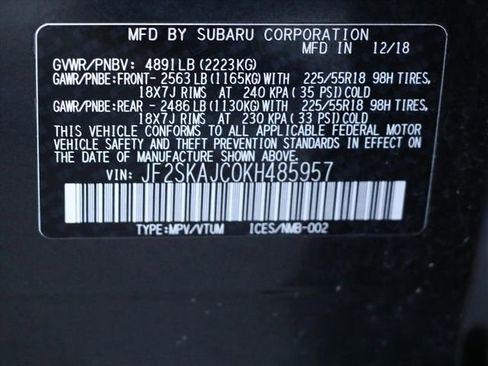 MFD BY SUBARU CORPORATION
MFD IN 12/18
GVWR/PNBV: 4891LB (2223KG)
GAWR/PNBE:FRONT- 2563LB (1165KG)WITH 225/55R18 98H TIRES,
18X7J RIMS AT 240 KPA ( 35 PSI) COLD
GAWR/PNBE:REAR - 2486LB (1130KG)WITH 225/55R18 98H TIRES,
18X7J RIMS AT 230 KPA ( 33 PSI) COLD
THIS VEHICLE CONFORMS TO ALL APPLICABLE FEDERAL MOTOR
VEHICLE SAFETY AND THEFT PREVENTION STANDARDS IN EFFECT
ON THE DATE OF MANUFACTURE SHOWN ABOVE.
VIN: JF2SKAJC0KH485957
TYPE:MPV/VTUM ICES/NMB-002